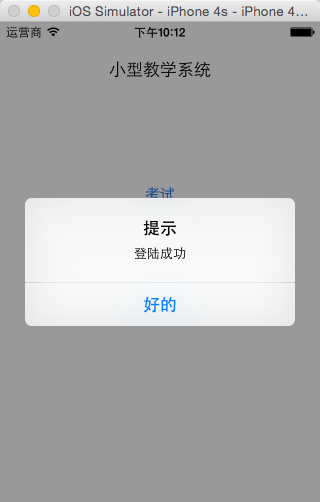 iOS Simulator - iPhone 4s - iPhone 4...
运营商 下午10:12
小型教学系统
考试
提示
登陆成功
好的